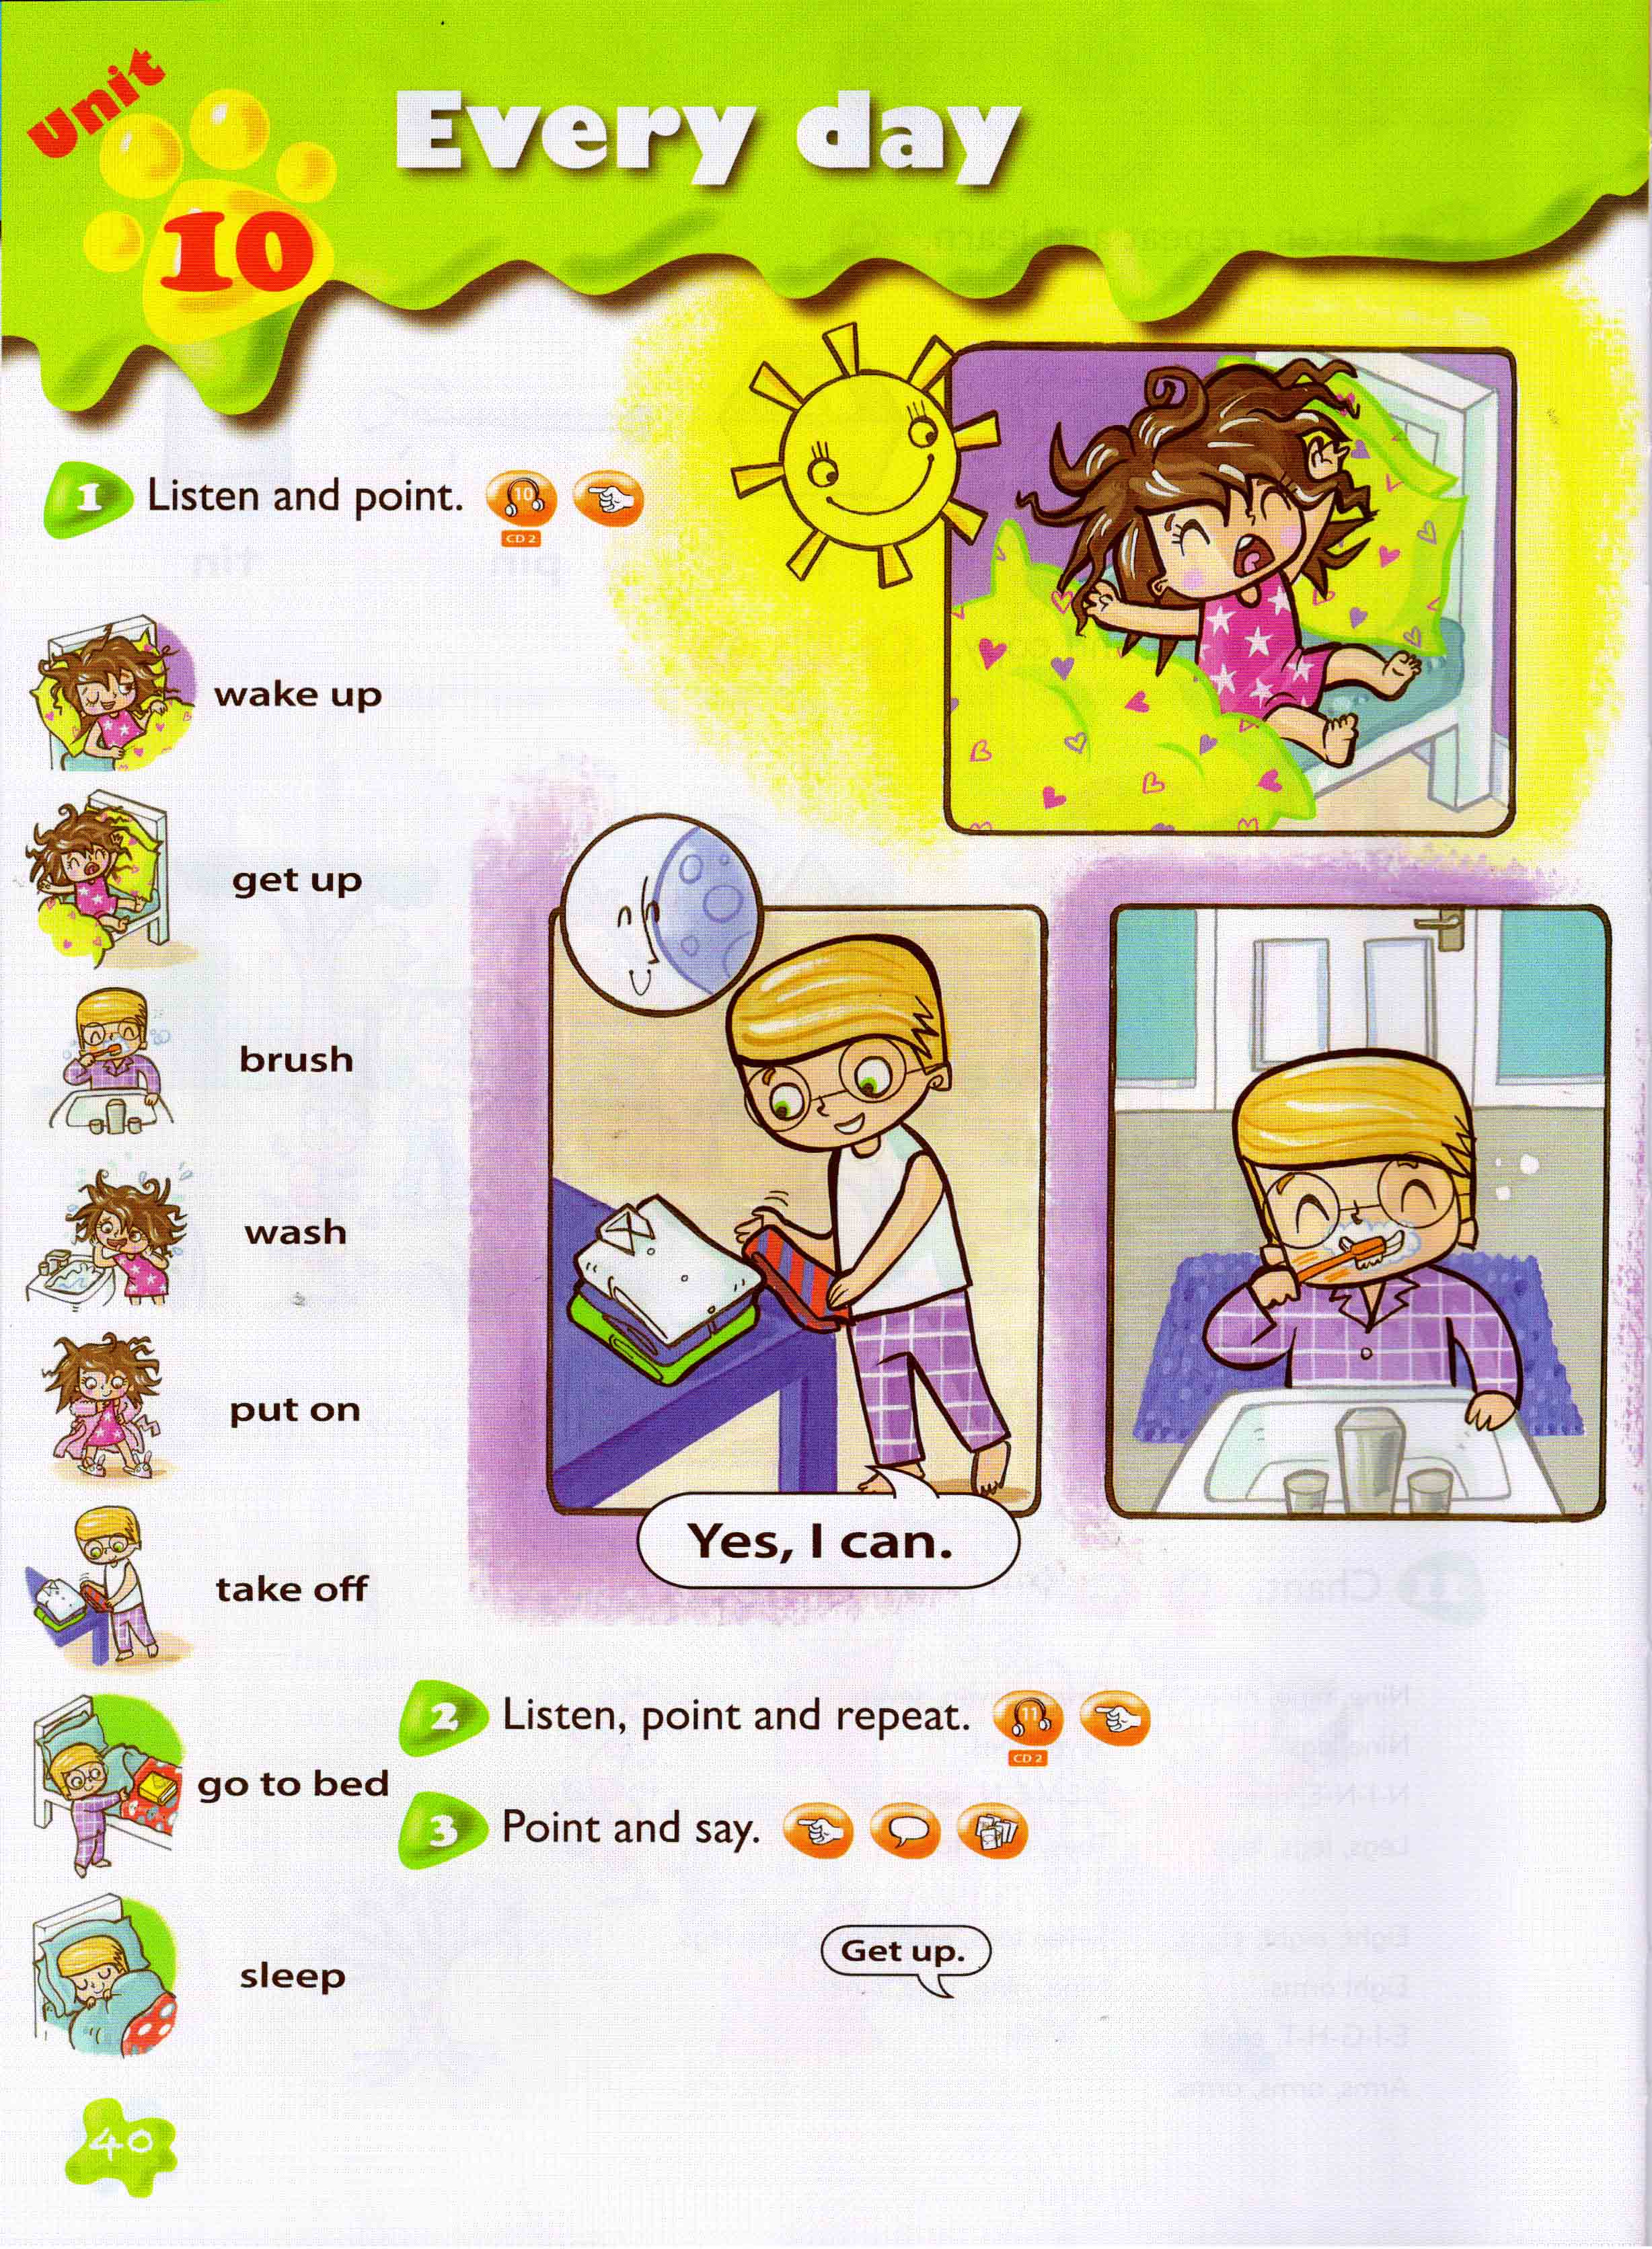 Unit
10
Every day
1 Listen and point.
10
CD 2
wake up
get up
brush
wash
put on
take off
go to bed
sleep
Yes, I can.
2 Listen, point and repeat.
11
CD 2
3 Point and say.
Get up.
40